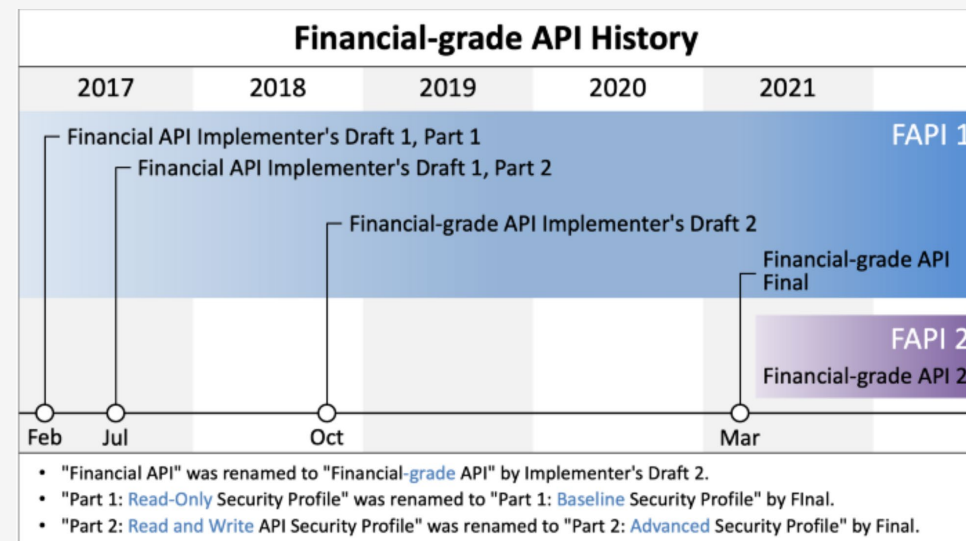 Financial-grade API History
2017 2018 2019 2020 2021
Financial API Implementer's Draft 1, Part 1
FAPI 1
Financial API Implementer's Draft 1, Part 2
Financial-grade API Implementer's Draft 2
Financial-grade API
Final
FAPI 2
Financial-grade API 2
Feb Jul Oct Mar
• "Financial API" was renamed to "Financial-grade API" by Implementer's Draft 2.
• "Part 1: Read-Only Security Profile" was renamed to "Part 1: Baseline Security Profile" by FInal.
• "Part 2: Read and Write API Security Profile" was renamed to "Part 2: Advanced Security Profile" by Final.